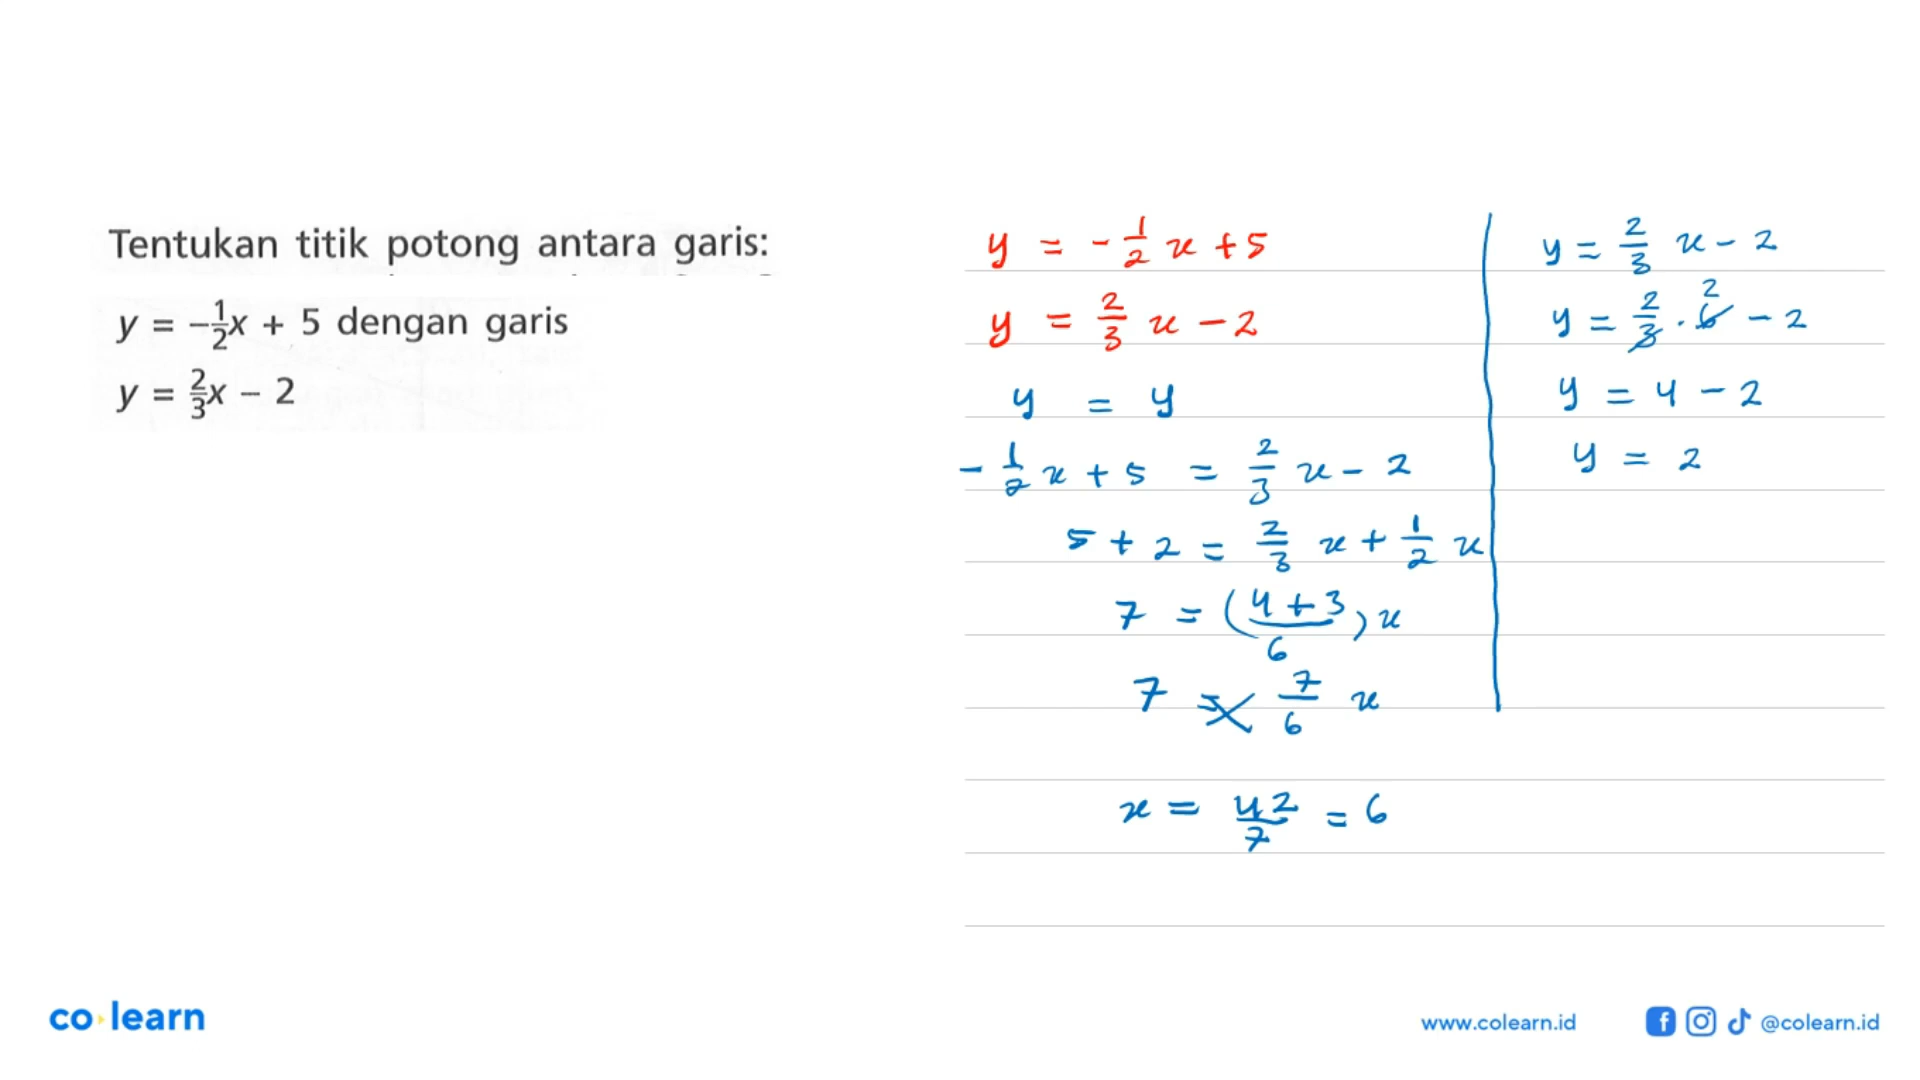 Tentukan titik potong antara garis:
y = -1/2x + 5 dengan garis
y = 2/3x - 2
y = -1/2 x + 5
y = 2/3 x - 2
y = y
-1/2 x + 5 = 2/3 x - 2
5 + 2 = 2/3 x + 1/2 x
7 = (4 + 3/6) x
7 = 7/6 x
x = 42/7 = 6
y = 2/3 x - 2
y = 2/3 . 6 2 - 2
y = 4 - 2
y = 2
co learn
www.colearn.id @colearn.id